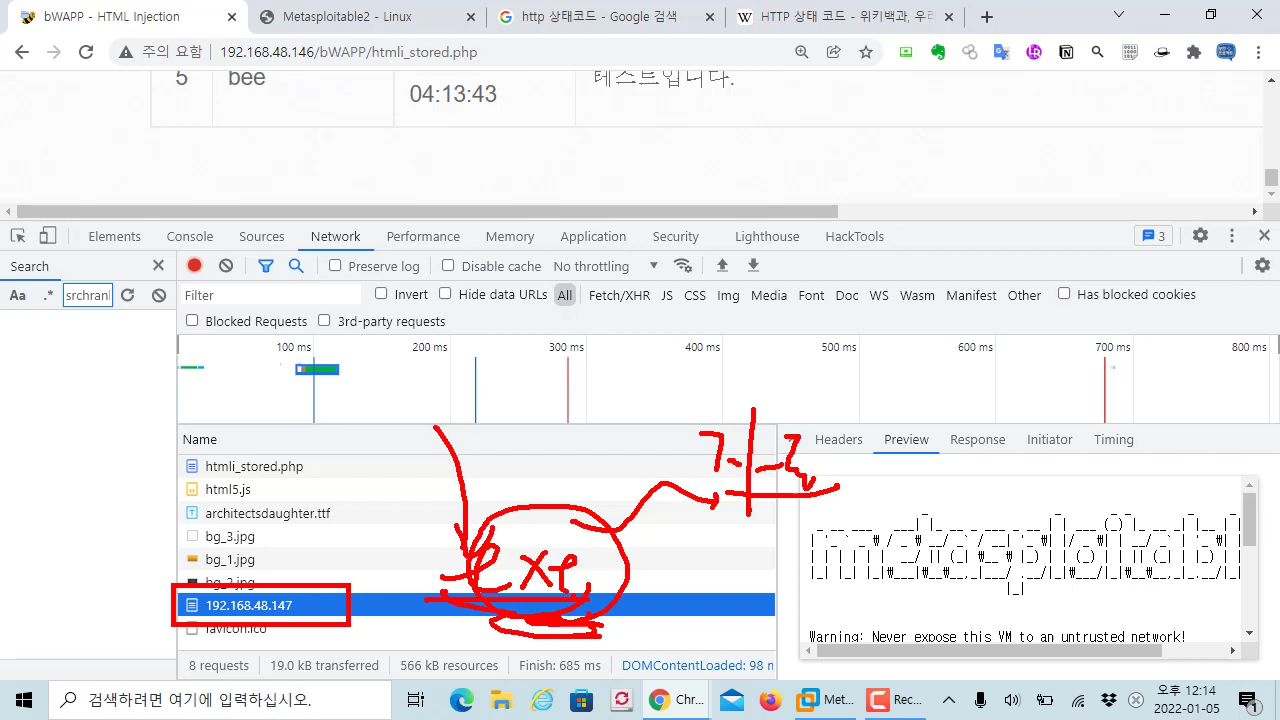 bWAPP - HTML Injection
Metasploitable2 - Linux
http 상태코드 - Google 검색
HTTP 상태 코드 - 위키백과, 우리
주의 요함 192.168.48.146/bWAPP/htmli_stored.php
5 bee 04:13:43 테스트입니다.
Elements Console Sources Network Performance Memory Application Security Lighthouse HackTools 3
Search
Preserve log Disable cache No throttling
Aa .* srchranl
Filter Invert Hide data URLs All Fetch/XHR JS CSS Img Media Font Doc WS Wasm Manifest Other Has blocked cookies
Blocked Requests 3rd-party requests
100 ms 200 ms 300 ms 400 ms 500 ms 600 ms 700 ms 800 ms
Name
Headers Preview Response Initiator Timing
htmli_stored.php
html5.js
architectsdaughter.ttf
bg_3.jpg
bg_1.jpg
bg_2.jpg
192.168.48.147
favicon.ico
exe
Warning: Never expose this VM to an untrusted network!
8 requests 19.0 kB transferred 566 kB resources Finish: 685 ms DOMContentLoaded: 98 n
검색하려면 여기에 입력하십시오.
Chr...
Met...
Rec...
오후 12:14
2022-01-05
1